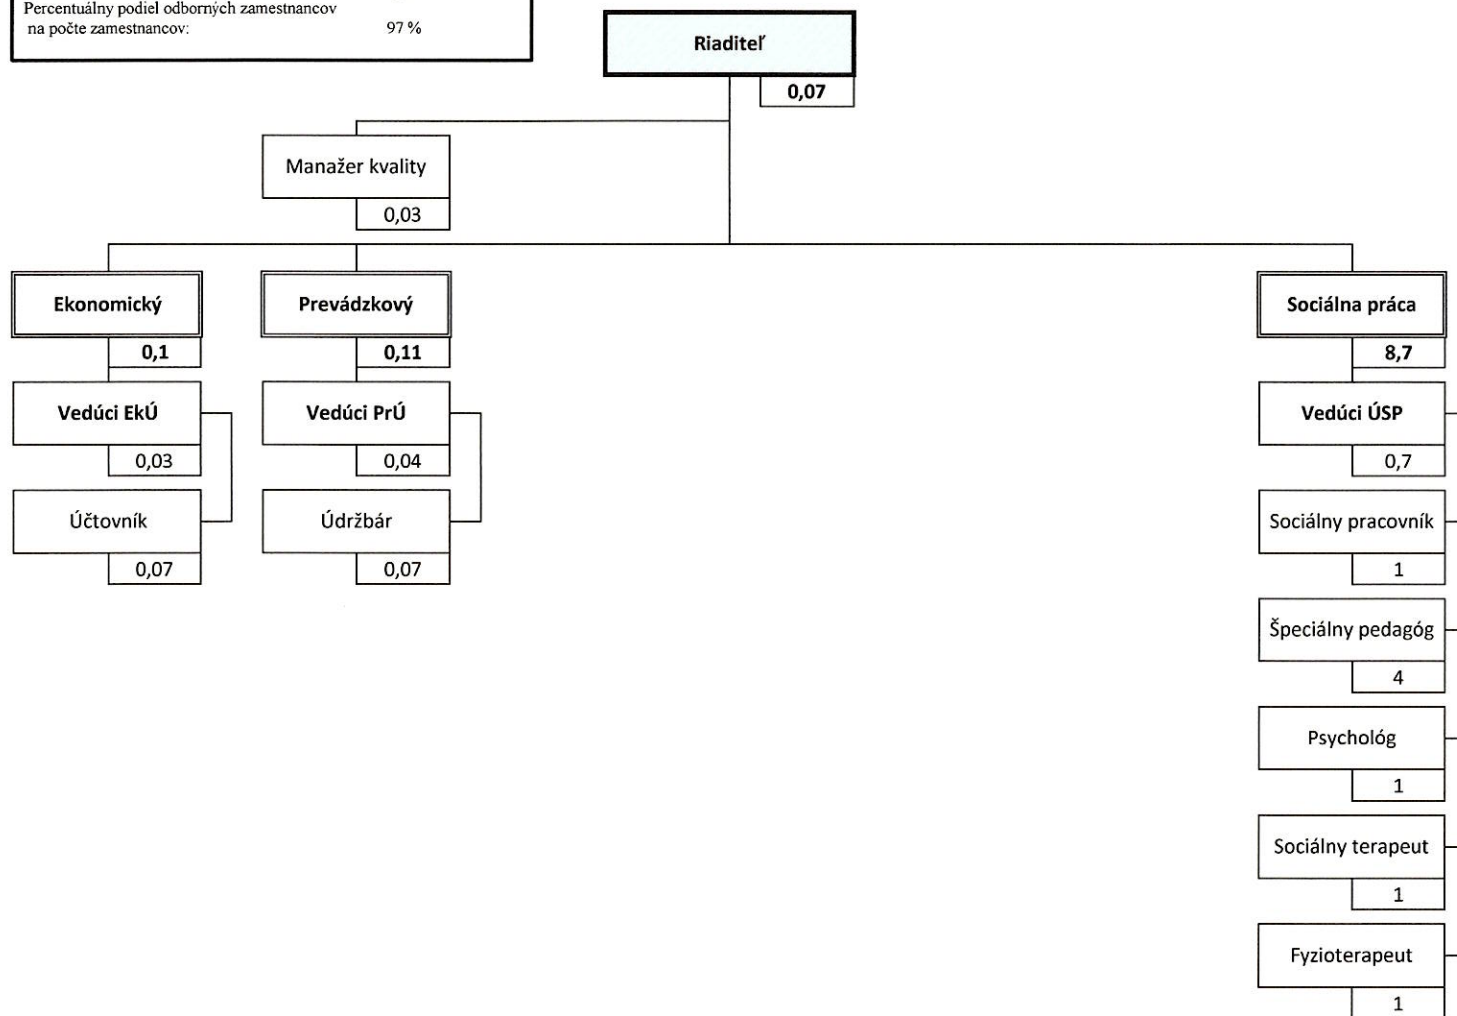 Percentuálny podiel odborných zamestnancov
na počte zamestnancov: 97 %
Riaditeľ
0,07
Manažer kvality
0,03
Ekonomický
0,1
Prevádzkový
0,11
Sociálna práca
8,7
Vedúci EkÚ
0,03
Vedúci PrÚ
0,04
Vedúci ÚSP
0,7
Účtovník
0,07
Údržbár
0,07
Sociálny pracovník
1
Špeciálny pedagóg
4
Psychológ
1
Sociálny terapeut
1
Fyzioterapeut
1